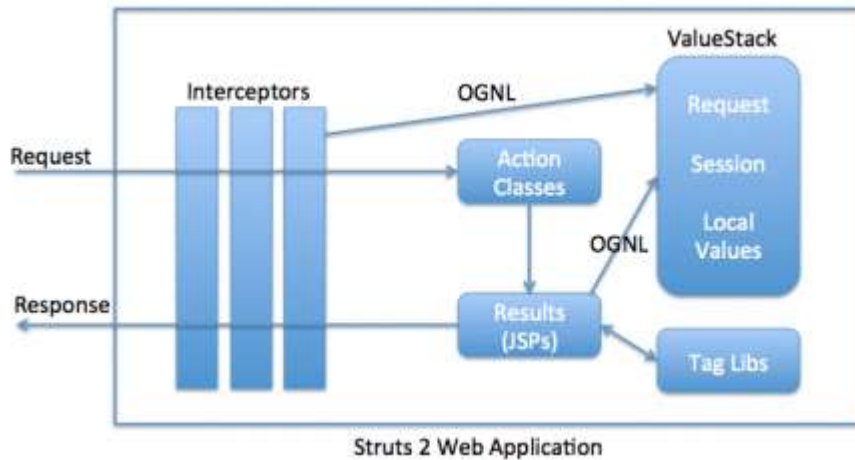 ValueStack
Interceptors
OGNL
Request
Request
Action
Classes
Session
Local
Values
OGNL
Response
Results
(JSPs)
Tag Libs
Struts 2 Web Application